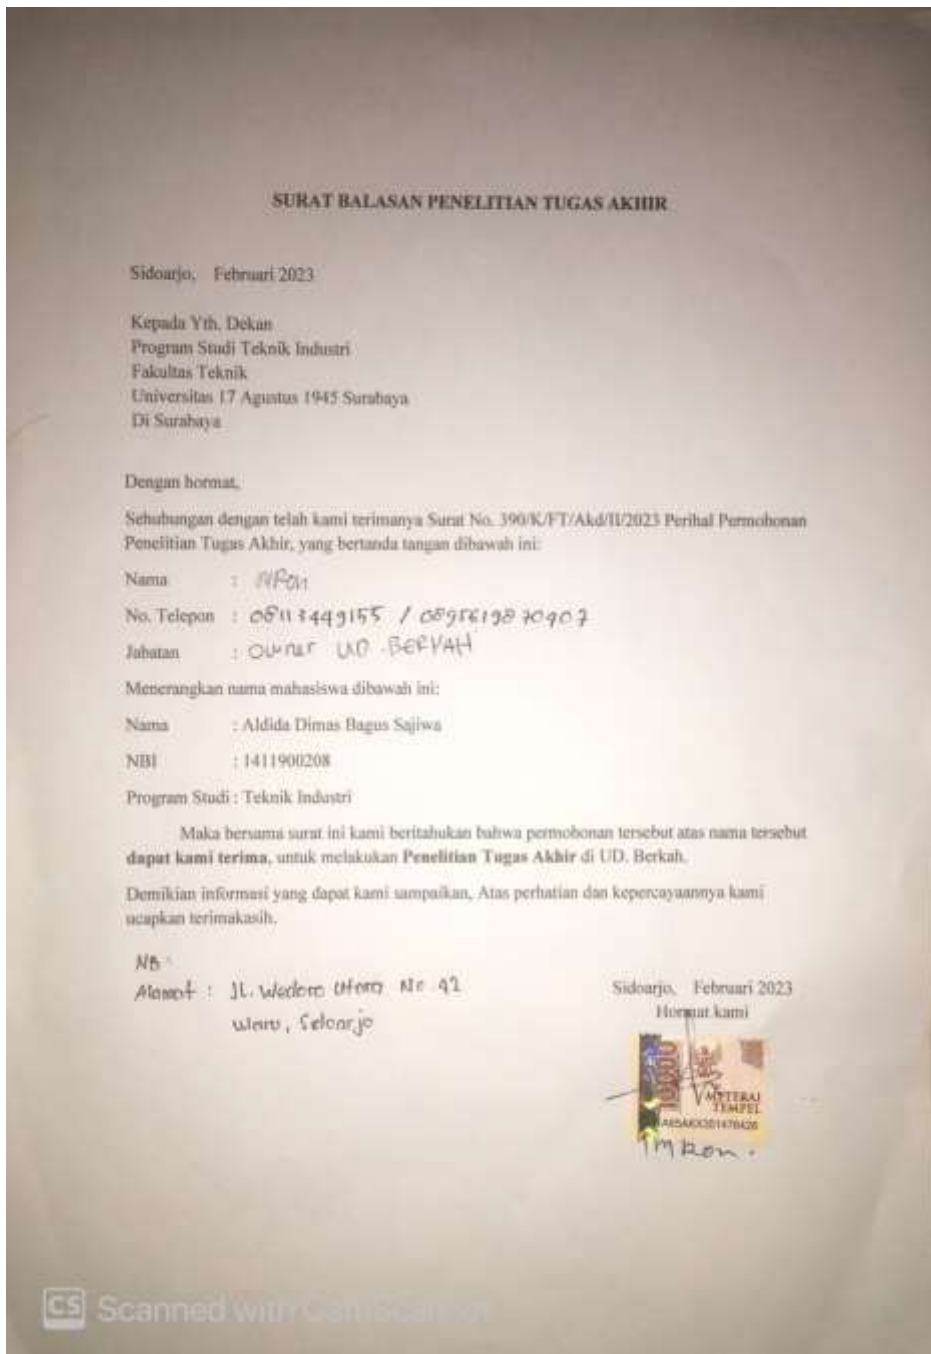 SURAT BALASAN PENELITIAN TUGAS AKHIR
Sidoarjo, Februari 2023
Kepada Yth. Dekan
Program Studi Teknik Industri
Fakultas Teknik
Universitas 17 Agustus 1945 Surabaya
Di Surabaya
Dengan hormat,
Sehubungan dengan telah kami terimanya Surat No. 390/K/FT/Akd/II/2023 Perihal Permohonan
Penelitian Tugas Akhir, yang bertanda tangan dibawah ini:
Nama :
No. Telepon : 08113449155 / 0895619870907
Jabatan : Owner UD. BERKAH
Menerangkan nama mahasiswa dibawah ini:
Nama : Aldida Dimas Bagus Sajiwa
NBI : 1411900208
Program Studi : Teknik Industri
Maka bersama surat ini kami beritahukan bahwa permohonan tersebut atas nama tersebut
dapat kami terima, untuk melakukan Penelitian Tugas Akhir di UD. Berkah.
Demikian informasi yang dapat kami sampaikan, Atas perhatian dan kepercayaannya kami
ucapkan terimakasih.
NB :
Alamat : Jl. Wedoro Utara No 92
Waru, Sidoarjo
Sidoarjo, Februari 2023
Hormat kami
10000
METERAI
TEMPEL
Imron.
CS Scanned with CamScanner